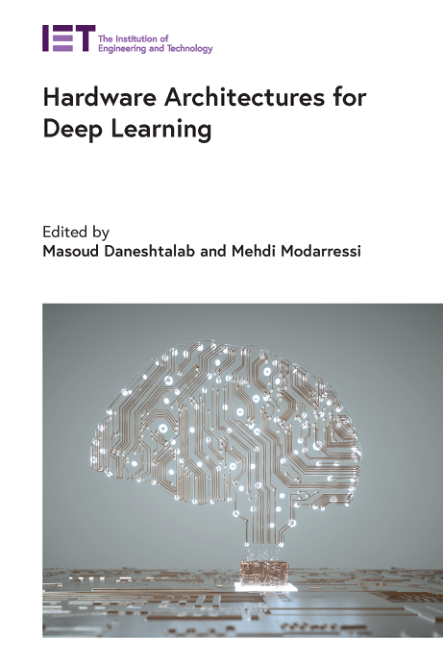 IET The Institution of
Engineering and Technology
Hardware Architectures for
Deep Learning
Edited by
Masoud Daneshtalab and Mehdi Modarressi